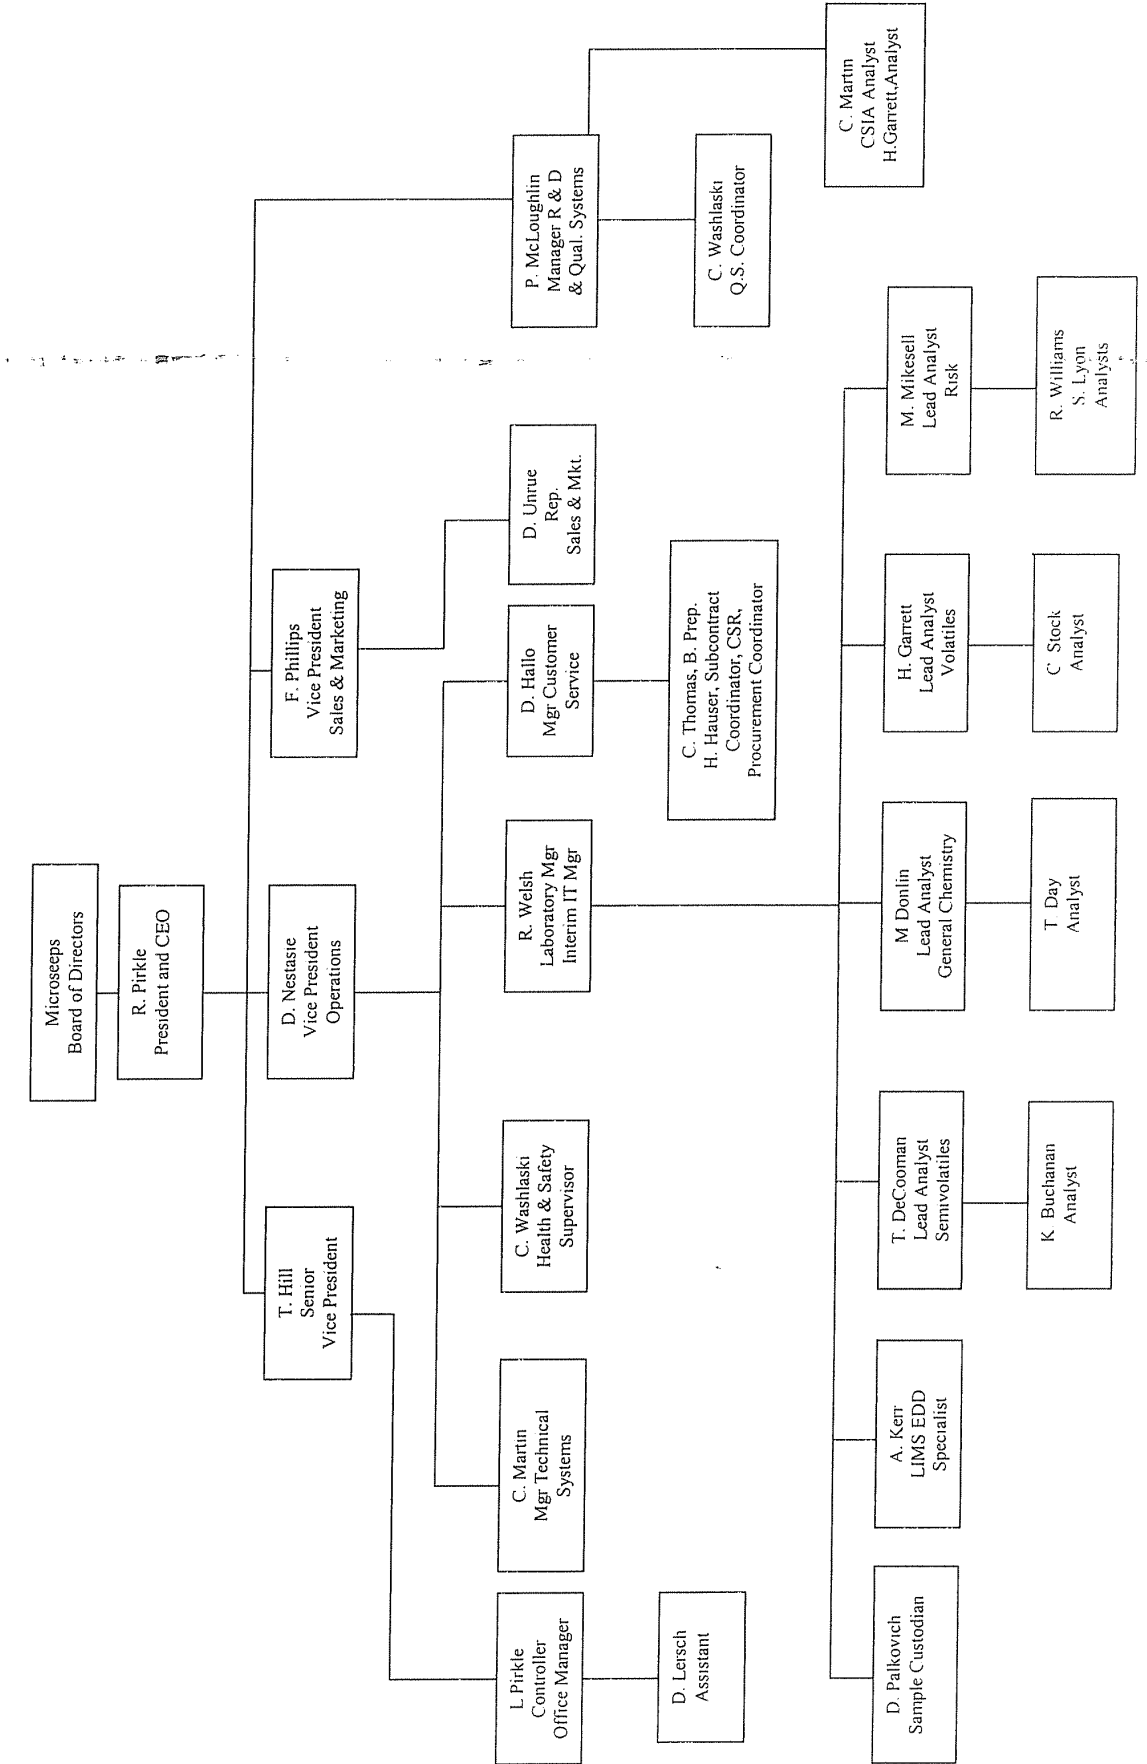 Microseeps
Board of Directors
R. Pirkle
President and CEO
T. Hill
Senior
Vice President
D. Nestasie
Vice President
Operations
F. Phillips
Vice President
Sales & Marketing
L Pirkle
Controller
Office Manager
C. Martin
Mgr Technical
Systems
C. Washlaski
Health & Safety
Supervisor
R. Welsh
Laboratory Mgr
Interim IT Mgr
D. Hallo
Mgr Customer
Service
D. Unrue
Rep.
Sales & Mkt.
P. McLoughlin
Manager R & D
& Qual. Systems
D. Lersch
Assistant
C. Thomas, B. Prep.
H. Hauser, Subcontract
Coordinator, CSR,
Procurement Coordinator
C. Washlaski
Q.S. Coordinator
C. Martin
CSIA Analyst
H.Garrett,Analyst
D. Palkovich
Sample Custodian
A. Kerr
LIMS EDD
Specialist
T. DeCooman
Lead Analyst
Semivolatiles
M Donlin
Lead Analyst
General Chemistry
H. Garrett
Lead Analyst
Volatiles
M. Mikesell
Lead Analyst
Risk
K. Buchanan
Analyst
T. Day
Analyst
C Stock
Analyst
R. Williams
S. Lyon
Analysts